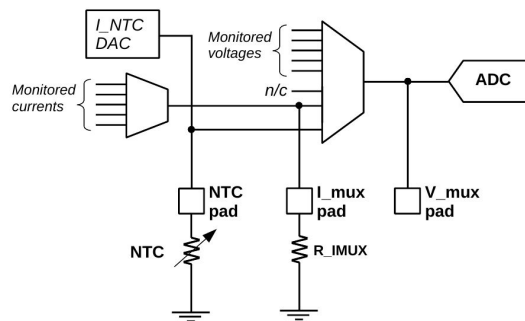 I_NTC
DAC
Monitored
voltages
ADC
Monitored
currents
n/c
NTC
pad
I_mux
pad
V_mux
pad
NTC
R_IMUX